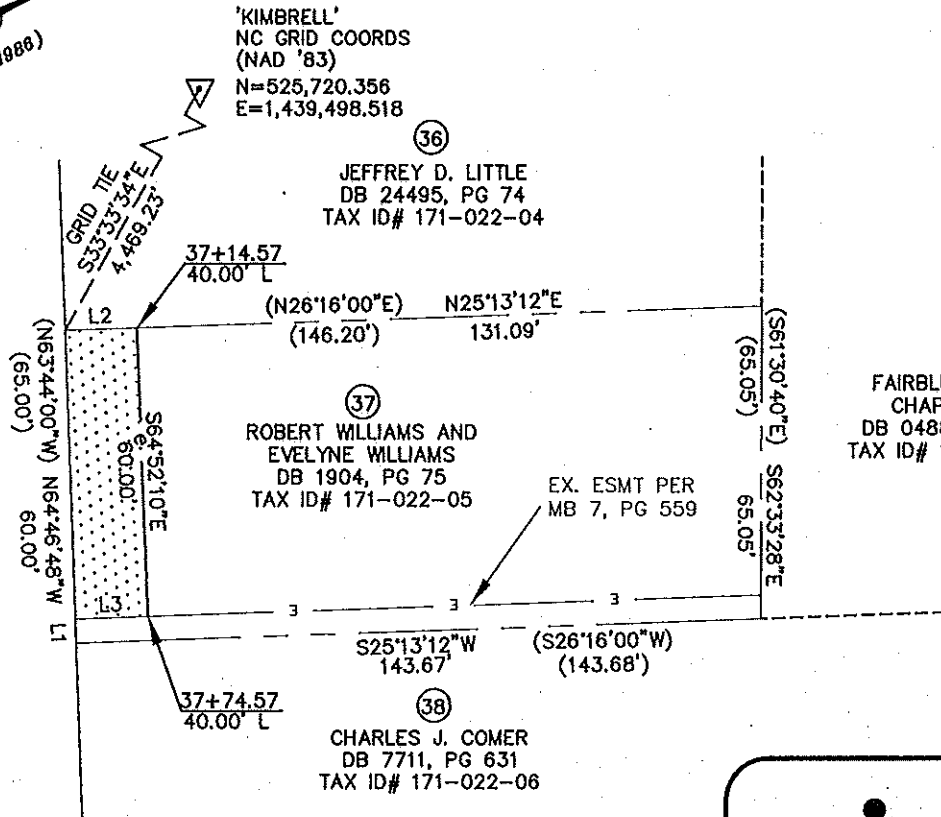 1986)
'KIMBRELL'
NC GRID COORDS
(NAD '83)
N=525,720.356
E=1,439,498.518
GRID TIE
S33°33'34"E
4,469.23'
36
JEFFREY D. LITTLE
DB 24495, PG 74
TAX ID# 171-022-04
37+14.57
40.00' L
L2
(N26°16'00"E) N25°13'12"E
(146.20') 131.09'
(N63°44'00"W) N64°46'48"W
(65.00') 60.00'
S64°52'10"E
e
60.00'
37
ROBERT WILLIAMS AND
EVELYNE WILLIAMS
DB 1904, PG 75
TAX ID# 171-022-05
EX. ESMT PER
MB 7, PG 559
(S61°30'40"E) S62°33'28"E
(65.05') 65.05'
CHAP
DB 048
TAX ID#
L3
L1
3 3 3
S25°13'12"W (S26°16'00"W)
143.67' (143.68')
37+74.57
40.00' L
38
CHARLES J. COMER
DB 7711, PG 631
TAX ID# 171-022-06